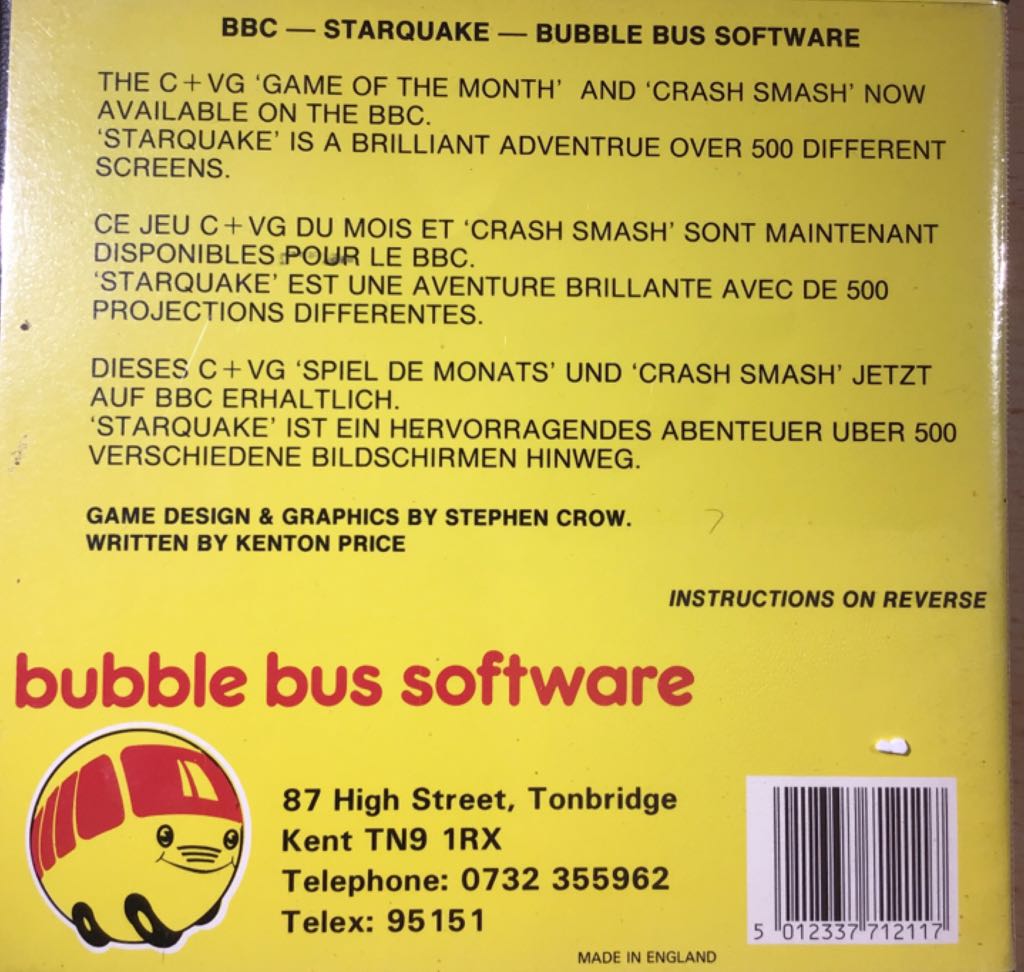 BBC — STARQUAKE — BUBBLE BUS SOFTWARE
THE C+VG 'GAME OF THE MONTH' AND 'CRASH SMASH' NOW
AVAILABLE ON THE BBC.
'STARQUAKE' IS A BRILLIANT ADVENTRUE OVER 500 DIFFERENT
SCREENS.
CE JEU C+VG DU MOIS ET 'CRASH SMASH' SONT MAINTENANT
DISPONIBLES POUR LE BBC.
'STARQUAKE' EST UNE AVENTURE BRILLANTE AVEC DE 500
PROJECTIONS DIFFERENTES.
DIESES C+VG 'SPIEL DE MONATS' UND 'CRASH SMASH' JETZT
AUF BBC ERHALTLICH.
'STARQUAKE' IST EIN HERVORRAGENDES ABENTEUER UBER 500
VERSCHIEDENE BILDSCHIRMEN HINWEG.
GAME DESIGN & GRAPHICS BY STEPHEN CROW.
WRITTEN BY KENTON PRICE
INSTRUCTIONS ON REVERSE
bubble bus software
87 High Street, Tonbridge
Kent TN9 1RX
Telephone: 0732 355962
Telex: 95151
5 012337 712117
MADE IN ENGLAND